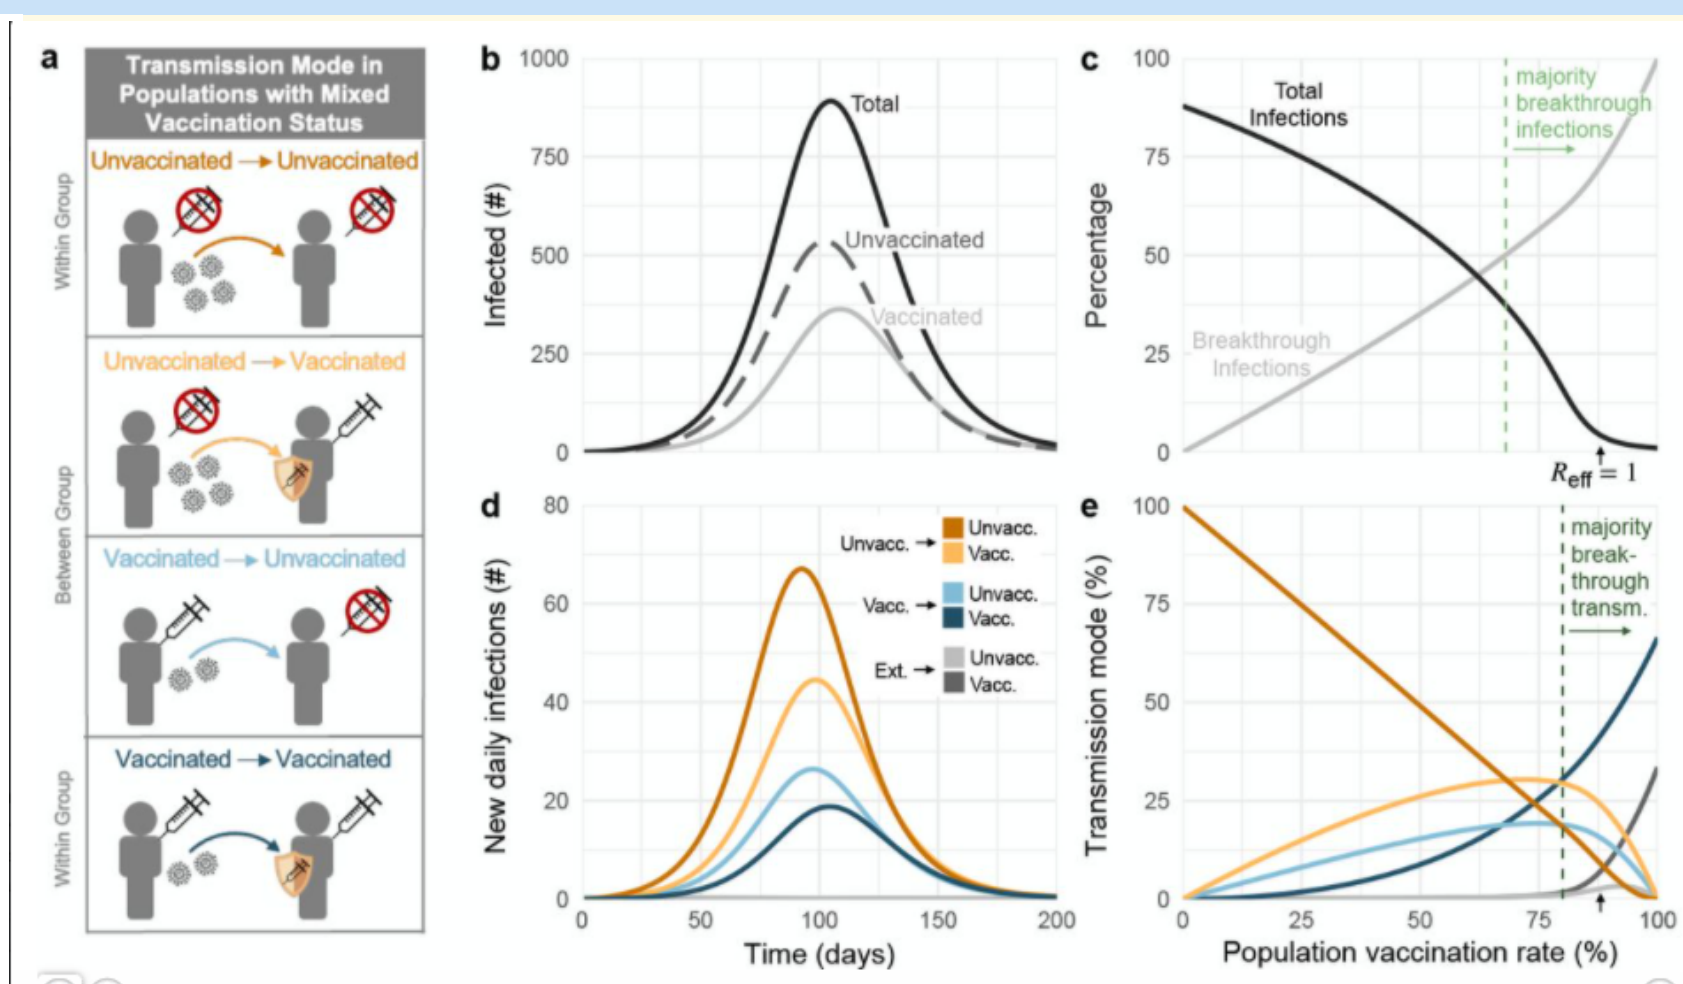 a
Transmission Mode in
Populations with Mixed
Vaccination Status
Within Group
Unvaccinated → Unvaccinated
Between Group
Unvaccinated → Vaccinated
Vaccinated → Unvaccinated
Within Group
Vaccinated → Vaccinated
b
Infected (#)
1000
750
500
250
0
Total
Unvaccinated
Vaccinated
c
Percentage
100
75
50
25
0
Total
Infections
Breakthrough
Infections
majority
breakthrough
infections
→
↑
Reff = 1
d
New daily infections (#)
80
60
40
20
0
Unvacc. → Unvacc.
Vacc.
Vacc. → Unvacc.
Vacc.
Ext. → Unvacc.
Vacc.
0 50 100 150 200
Time (days)
e
Transmission mode (%)
100
75
50
25
0
majority
break-
through
transm.
→
↑
0 25 50 75 100
Population vaccination rate (%)